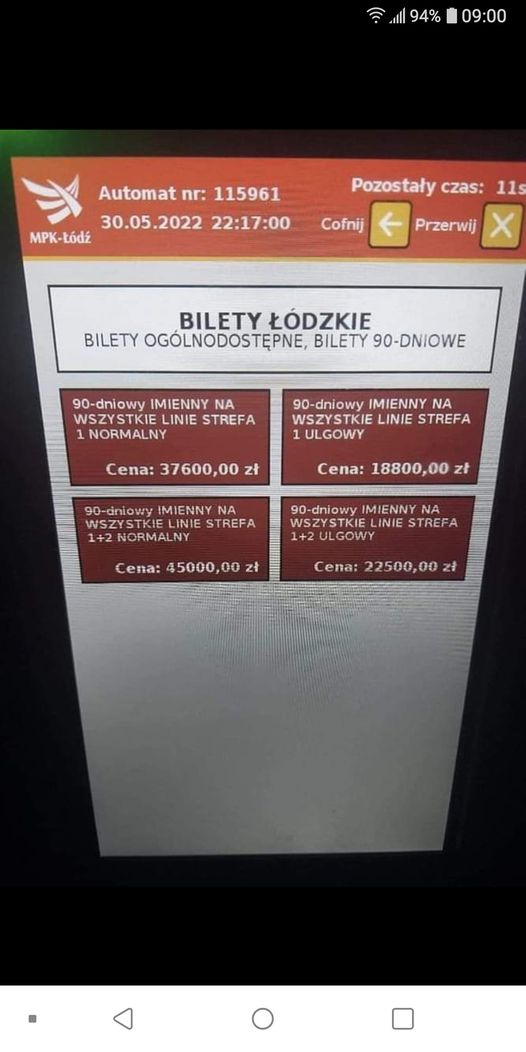 94% 09:00
Automat nr: 115961
Pozostały czas: 11s
30.05.2022 22:17:00
Cofnij
Przerwij
MPK-Łódź
BILETY ŁÓDZKIE
BILETY OGÓLNODOSTĘPNE, BILETY 90-DNIOWE
90-dniowy IMIENNY NA
WSZYSTKIE LINIE STREFA
1 NORMALNY
Cena: 37600,00 zł
90-dniowy IMIENNY NA
WSZYSTKIE LINIE STREFA
1 ULGOWY
Cena: 18800,00 zł
90-dniowy IMIENNY NA
WSZYSTKIE LINIE STREFA
1+2 NORMALNY
Cena: 45000,00 zł
90-dniowy IMIENNY NA
WSZYSTKIE LINIE STREFA
1+2 ULGOWY
Cena: 22500,00 zł